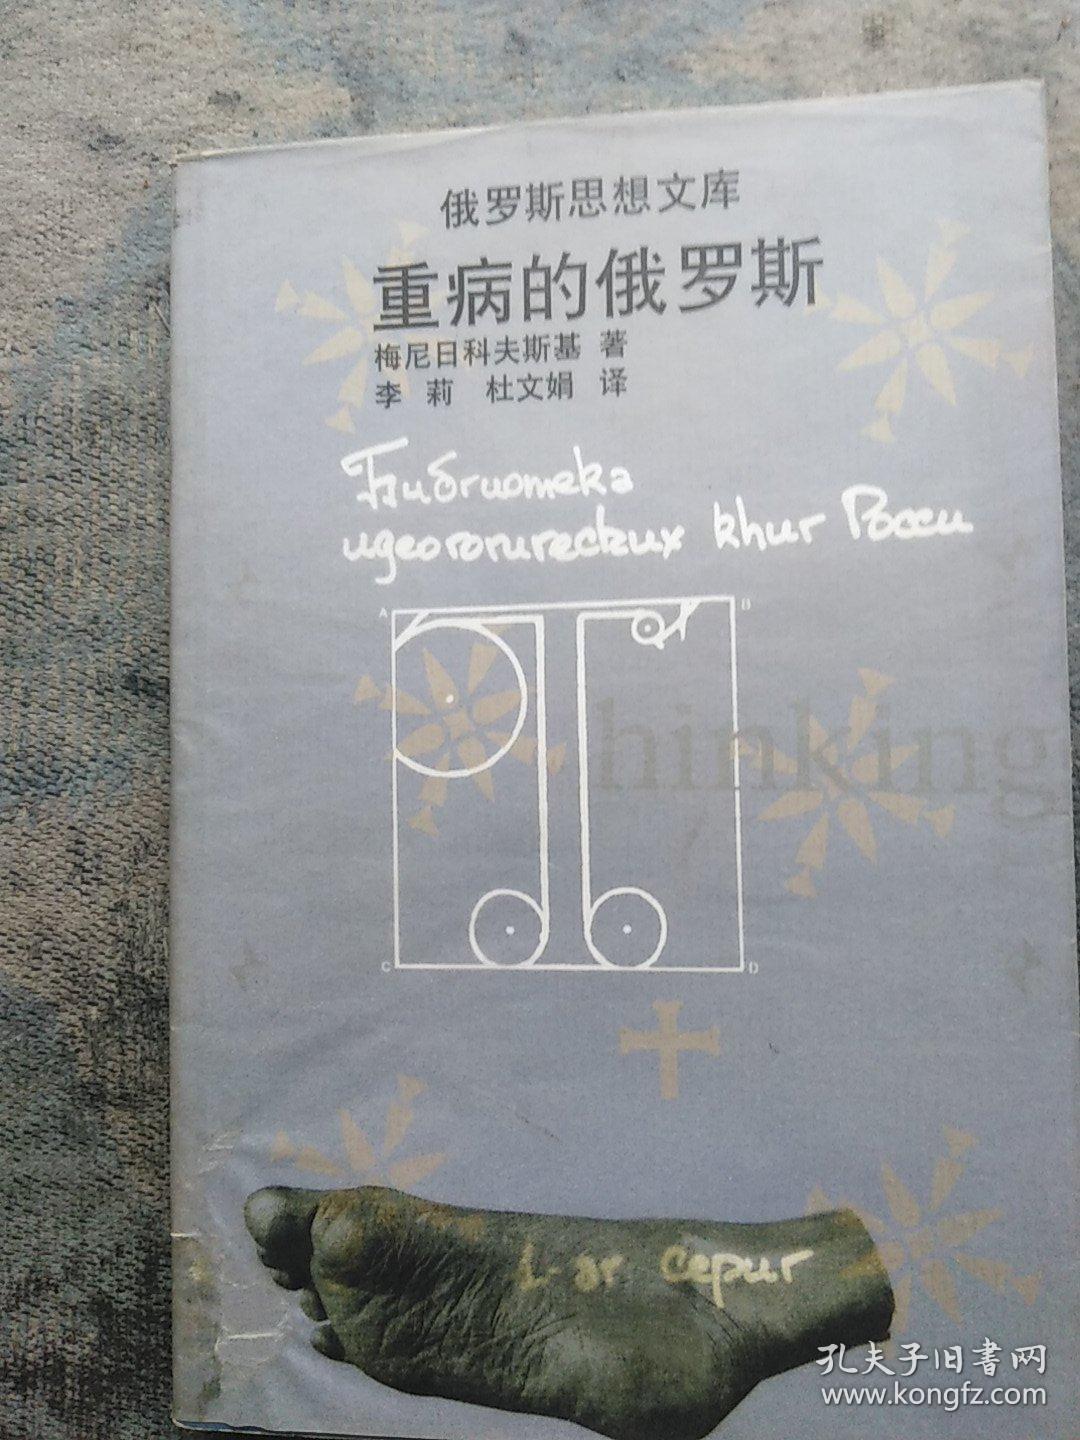 俄罗斯思想文库
重病的俄罗斯
梅尼日科夫斯基 著
李 莉 杜文娟 译
Библиотека
идеологических книг Росси
A B
hinking
C D
1-ая серия
孔夫子旧書网
www.kongfz.com